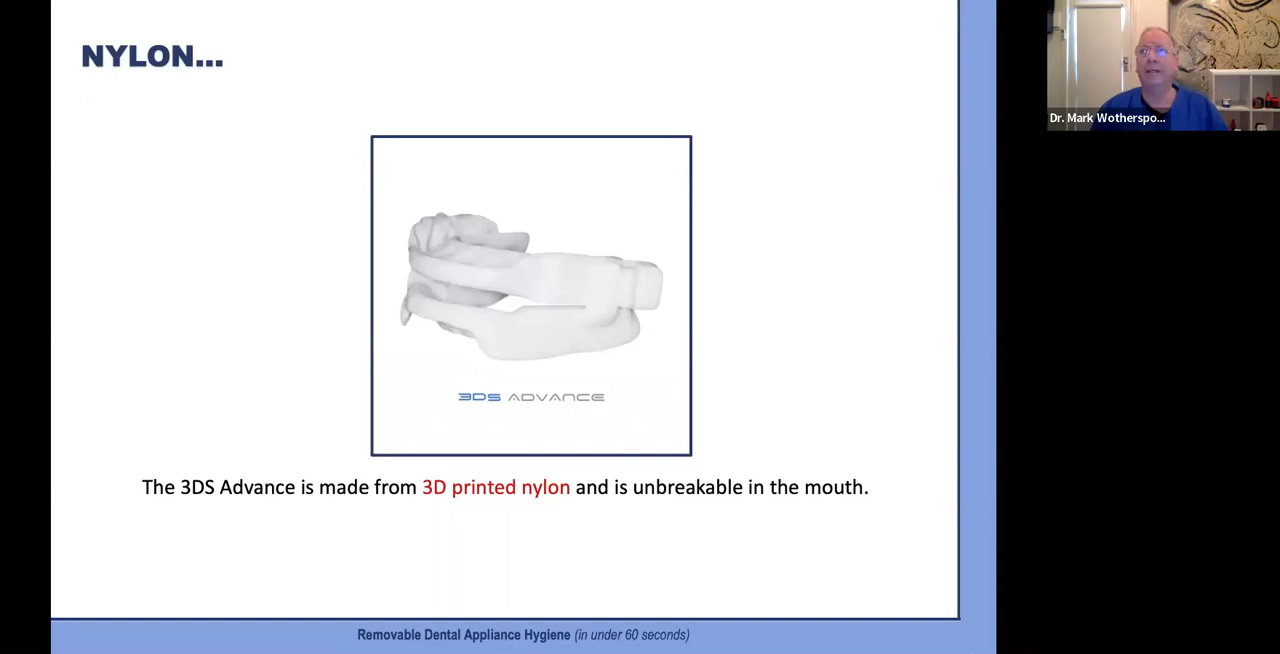 NYLON...
Dr. Mark Wotherspo...
3DS ADVANCE
The 3DS Advance is made from 3D printed nylon and is unbreakable in the mouth.
Removable Dental Appliance Hygiene (in under 60 seconds)